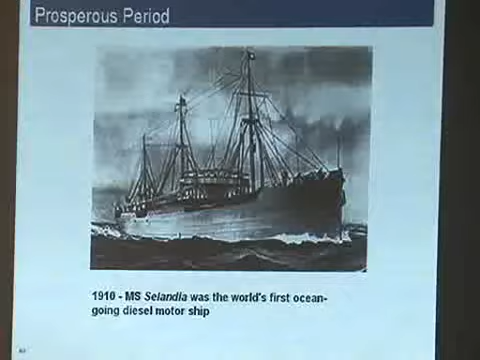 Prosperous Period
1910 - MS Selandia was the world's first ocean-
going diesel motor ship